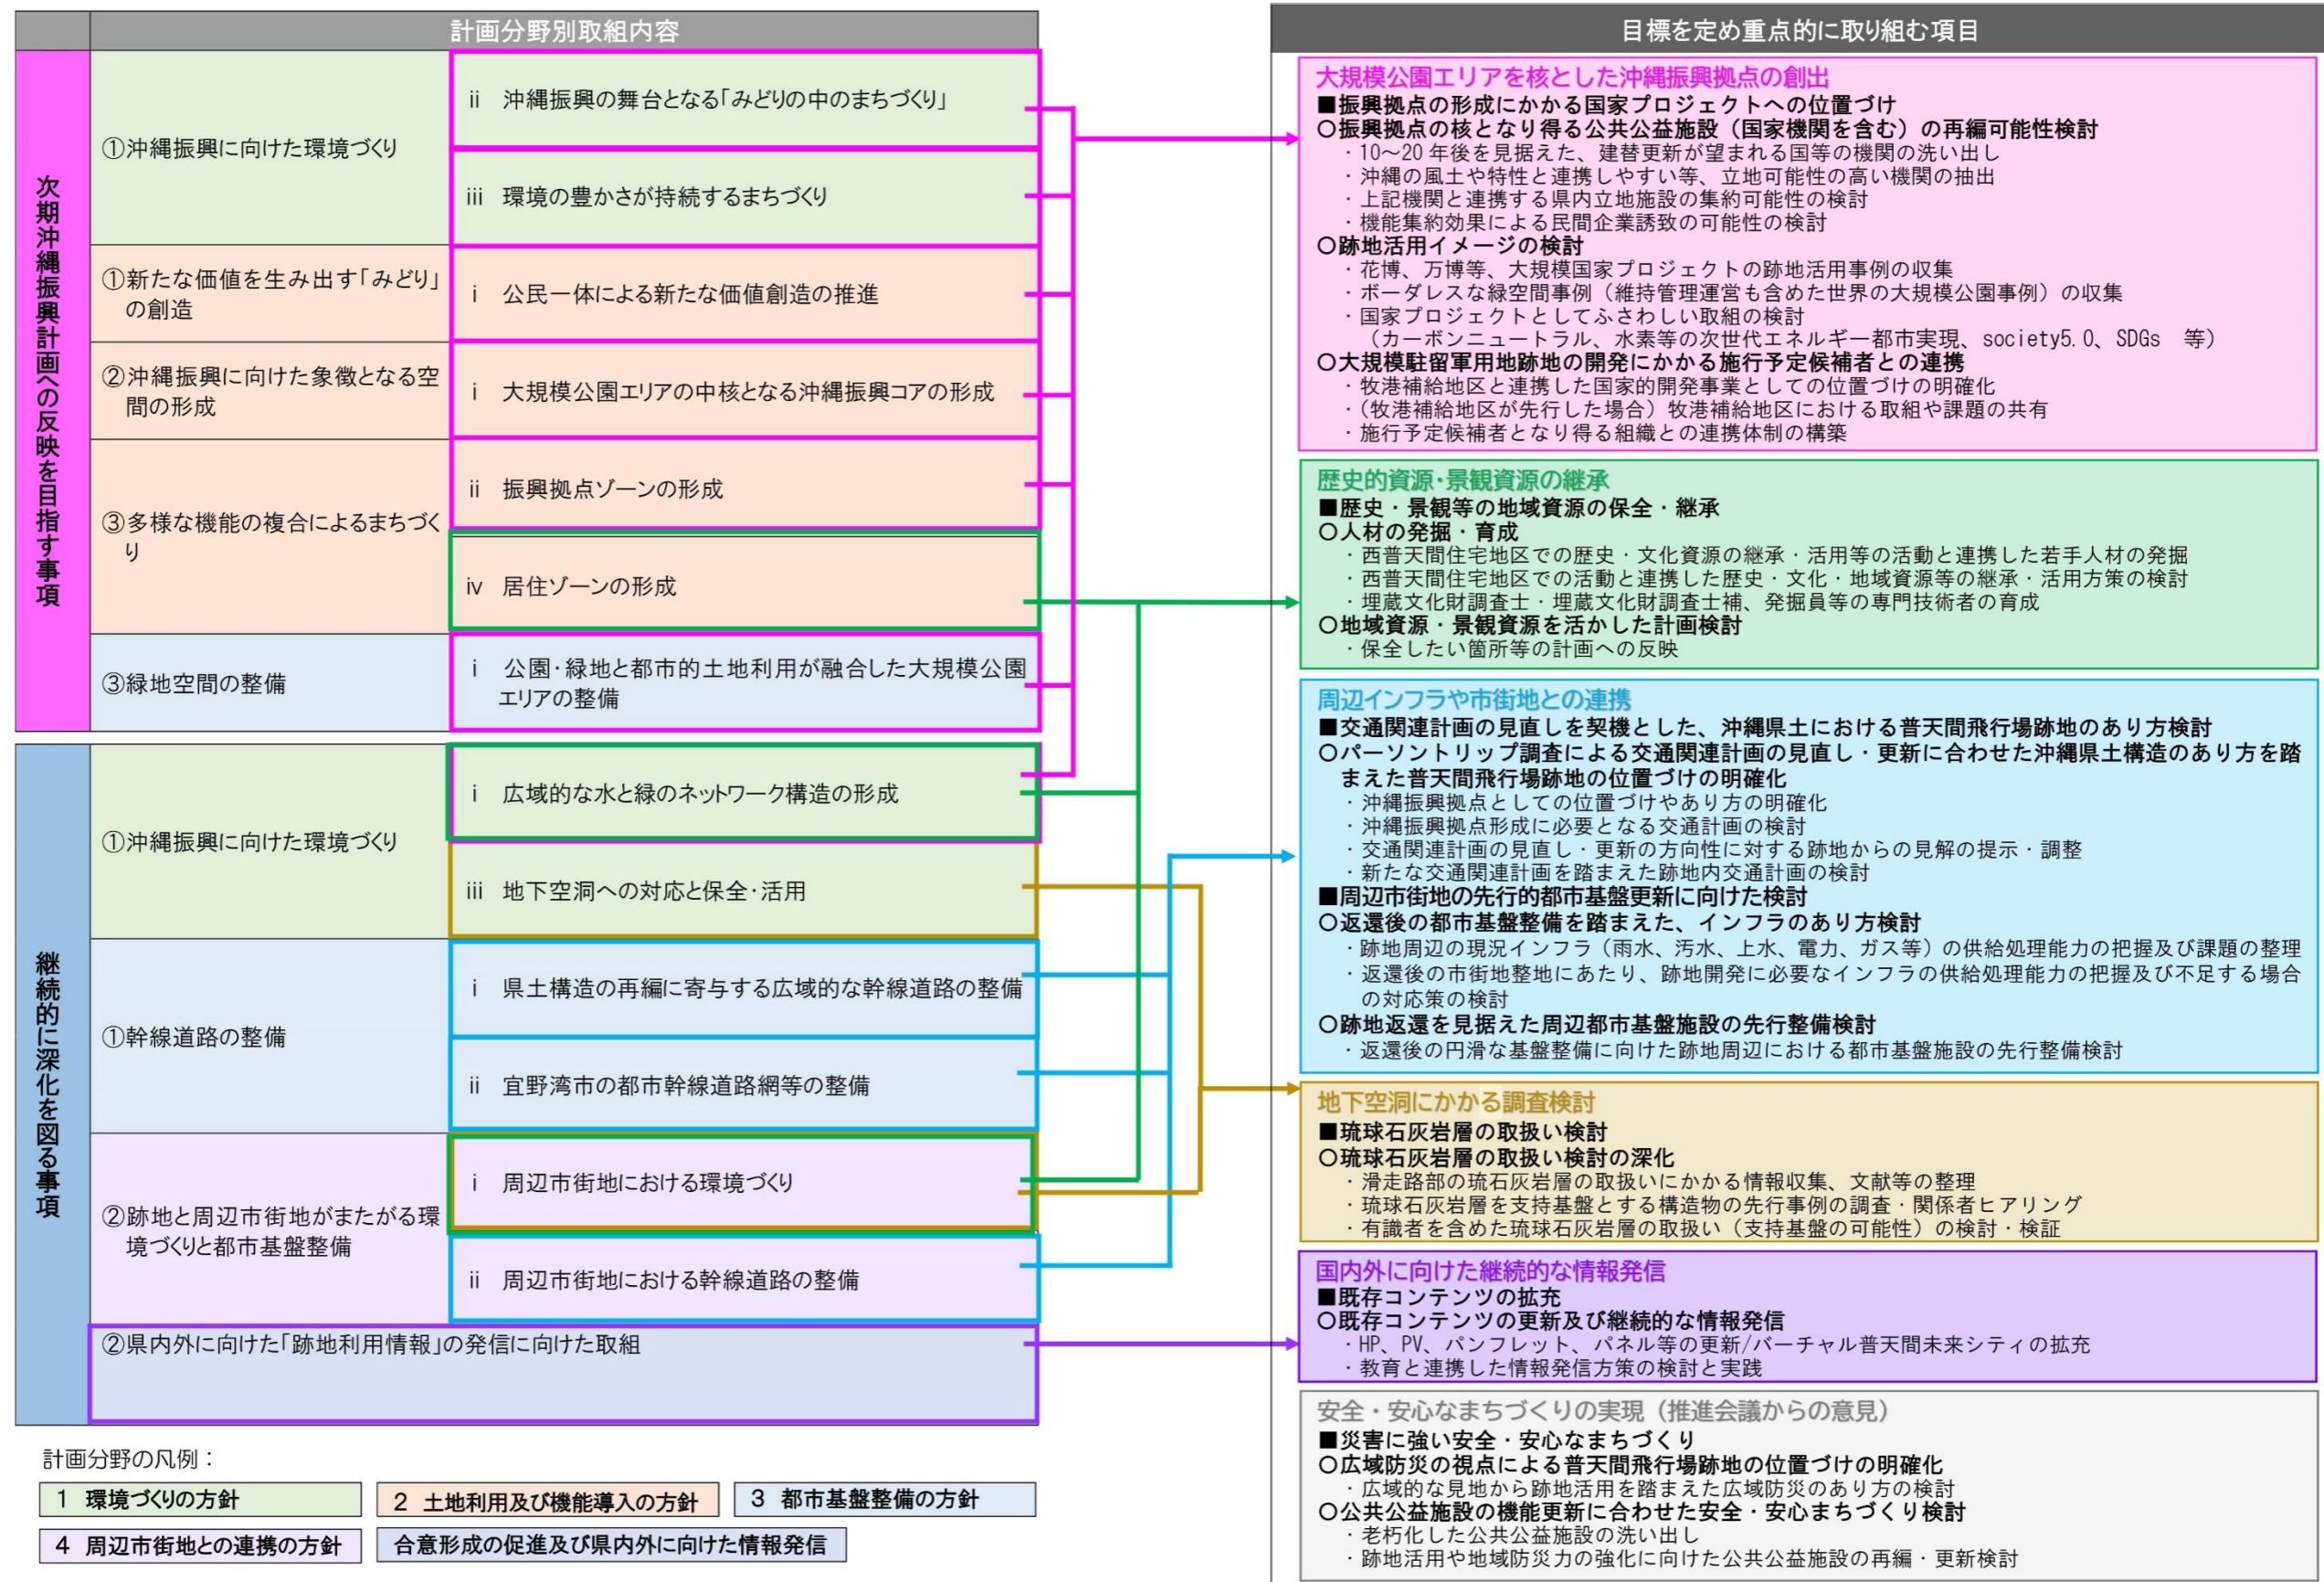 計画分野別取組内容
次期沖縄振興計画への反映を目指す事項
①沖縄振興に向けた環境づくり
ii 沖縄振興の舞台となる「みどりの中のまちづくり」
iii 環境の豊かさが持続するまちづくり
①新たな価値を生み出す「みどり」
の創造
i 公民一体による新たな価値創造の推進
②沖縄振興に向けた象徴となる空
間の形成
i 大規模公園エリアの中核となる沖縄振興コアの形成
③多様な機能の複合によるまちづく
り
ii 振興拠点ゾーンの形成
iv 居住ゾーンの形成
③緑地空間の整備
i 公園・緑地と都市的土地利用が融合した大規模公園
エリアの整備
継続的に深化を図る事項
①沖縄振興に向けた環境づくり
i 広域的な水と緑のネットワーク構造の形成
iii 地下空洞への対応と保全・活用
①幹線道路の整備
i 県土構造の再編に寄与する広域的な幹線道路の整備
ii 宜野湾市の都市幹線道路網等の整備
②跡地と周辺市街地がまたがる環
境づくりと都市基盤整備
i 周辺市街地における環境づくり
ii 周辺市街地における幹線道路の整備
②県内外に向けた「跡地利用情報」の発信に向けた取組
計画分野の凡例：
1 環境づくりの方針
2 土地利用及び機能導入の方針
3 都市基盤整備の方針
4 周辺市街地との連携の方針
合意形成の促進及び県内外に向けた情報発信
目標を定め重点的に取り組む項目
大規模公園エリアを核とした沖縄振興拠点の創出
■振興拠点の形成にかかる国家プロジェクトへの位置づけ
○振興拠点の核となり得る公共公益施設（国家機関を含む）の再編可能性検討
・10～20年後を見据えた、建替更新が望まれる国等の機関の洗い出し
・沖縄の風土や特性と連携しやすい等、立地可能性の高い機関の抽出
・上記機関と連携する県内立地施設の集約可能性の検討
・機能集約効果による民間企業誘致の可能性の検討
○跡地活用イメージの検討
・花博、万博等、大規模国家プロジェクトの跡地活用事例の収集
・ボーダレスな緑空間事例（維持管理運営も含めた世界の大規模公園事例）の収集
・国家プロジェクトとしてふさわしい取組の検討
（カーボンニュートラル、水素等の次世代エネルギー都市実現、society5.0、SDGs 等）
○大規模駐留軍用地跡地の開発にかかる施行予定候補者との連携
・牧港補給地区と連携した国家的開発事業としての位置づけの明確化
・（牧港補給地区が先行した場合）牧港補給地区における取組や課題の共有
・施行予定候補者となり得る組織との連携体制の構築
歴史的資源・景観資源の継承
■歴史・景観等の地域資源の保全・継承
○人材の発掘・育成
・西普天間住宅地区での歴史・文化資源の継承・活用等の活動と連携した若手人材の発掘
・西普天間住宅地区での活動と連携した歴史・文化・地域資源等の継承・活用方策の検討
・埋蔵文化財調査士・埋蔵文化財調査士補、発掘員等の専門技術者の育成
○地域資源・景観資源を活かした計画検討
・保全したい箇所等の計画への反映
周辺インフラや市街地との連携
■交通関連計画の見直しを契機とした、沖縄県土における普天間飛行場跡地のあり方検討
○パーソントリップ調査による交通関連計画の見直し・更新に合わせた沖縄県土構造のあり方を踏
まえた普天間飛行場跡地の位置づけの明確化
・沖縄振興拠点としての位置づけやあり方の明確化
・沖縄振興拠点形成に必要となる交通計画の検討
・交通関連計画の見直し・更新の方向性に対する跡地からの見解の提示・調整
・新たな交通関連計画を踏まえた跡地内交通計画の検討
■周辺市街地の先行的都市基盤更新に向けた検討
○返還後の都市基盤整備を踏まえた、インフラのあり方検討
・跡地周辺の現況インフラ（雨水、汚水、上水、電力、ガス等）の供給処理能力の把握及び課題の整理
・返還後の市街地整地にあたり、跡地開発に必要なインフラの供給処理能力の把握及び不足する場合
の対応策の検討
○跡地返還を見据えた周辺都市基盤施設の先行整備検討
・返還後の円滑な基盤整備に向けた跡地周辺における都市基盤施設の先行整備検討
地下空洞にかかる調査検討
■琉球石灰岩層の取扱い検討
○琉球石灰岩層の取扱い検討の深化
・滑走路部の琉石灰岩層の取扱いにかかる情報収集、文献等の整理
・琉球石灰岩層を支持基盤とする構造物の先行事例の調査・関係者ヒアリング
・有識者を含めた琉球石灰岩層の取扱い（支持基盤の可能性）の検討・検証
国内外に向けた継続的な情報発信
■既存コンテンツの拡充
○既存コンテンツの更新及び継続的な情報発信
・HP、PV、パンフレット、パネル等の更新/バーチャル普天間未来シティの拡充
・教育と連携した情報発信方策の検討と実践
安全・安心なまちづくりの実現（推進会議からの意見）
■災害に強い安全・安心なまちづくり
○広域防災の視点による普天間飛行場跡地の位置づけの明確化
・広域的な見地から跡地活用を踏まえた広域防災のあり方の検討
○公共公益施設の機能更新に合わせた安全・安心まちづくり検討
・老朽化した公共公益施設の洗い出し
・跡地活用や地域防災力の強化に向けた公共公益施設の再編・更新検討